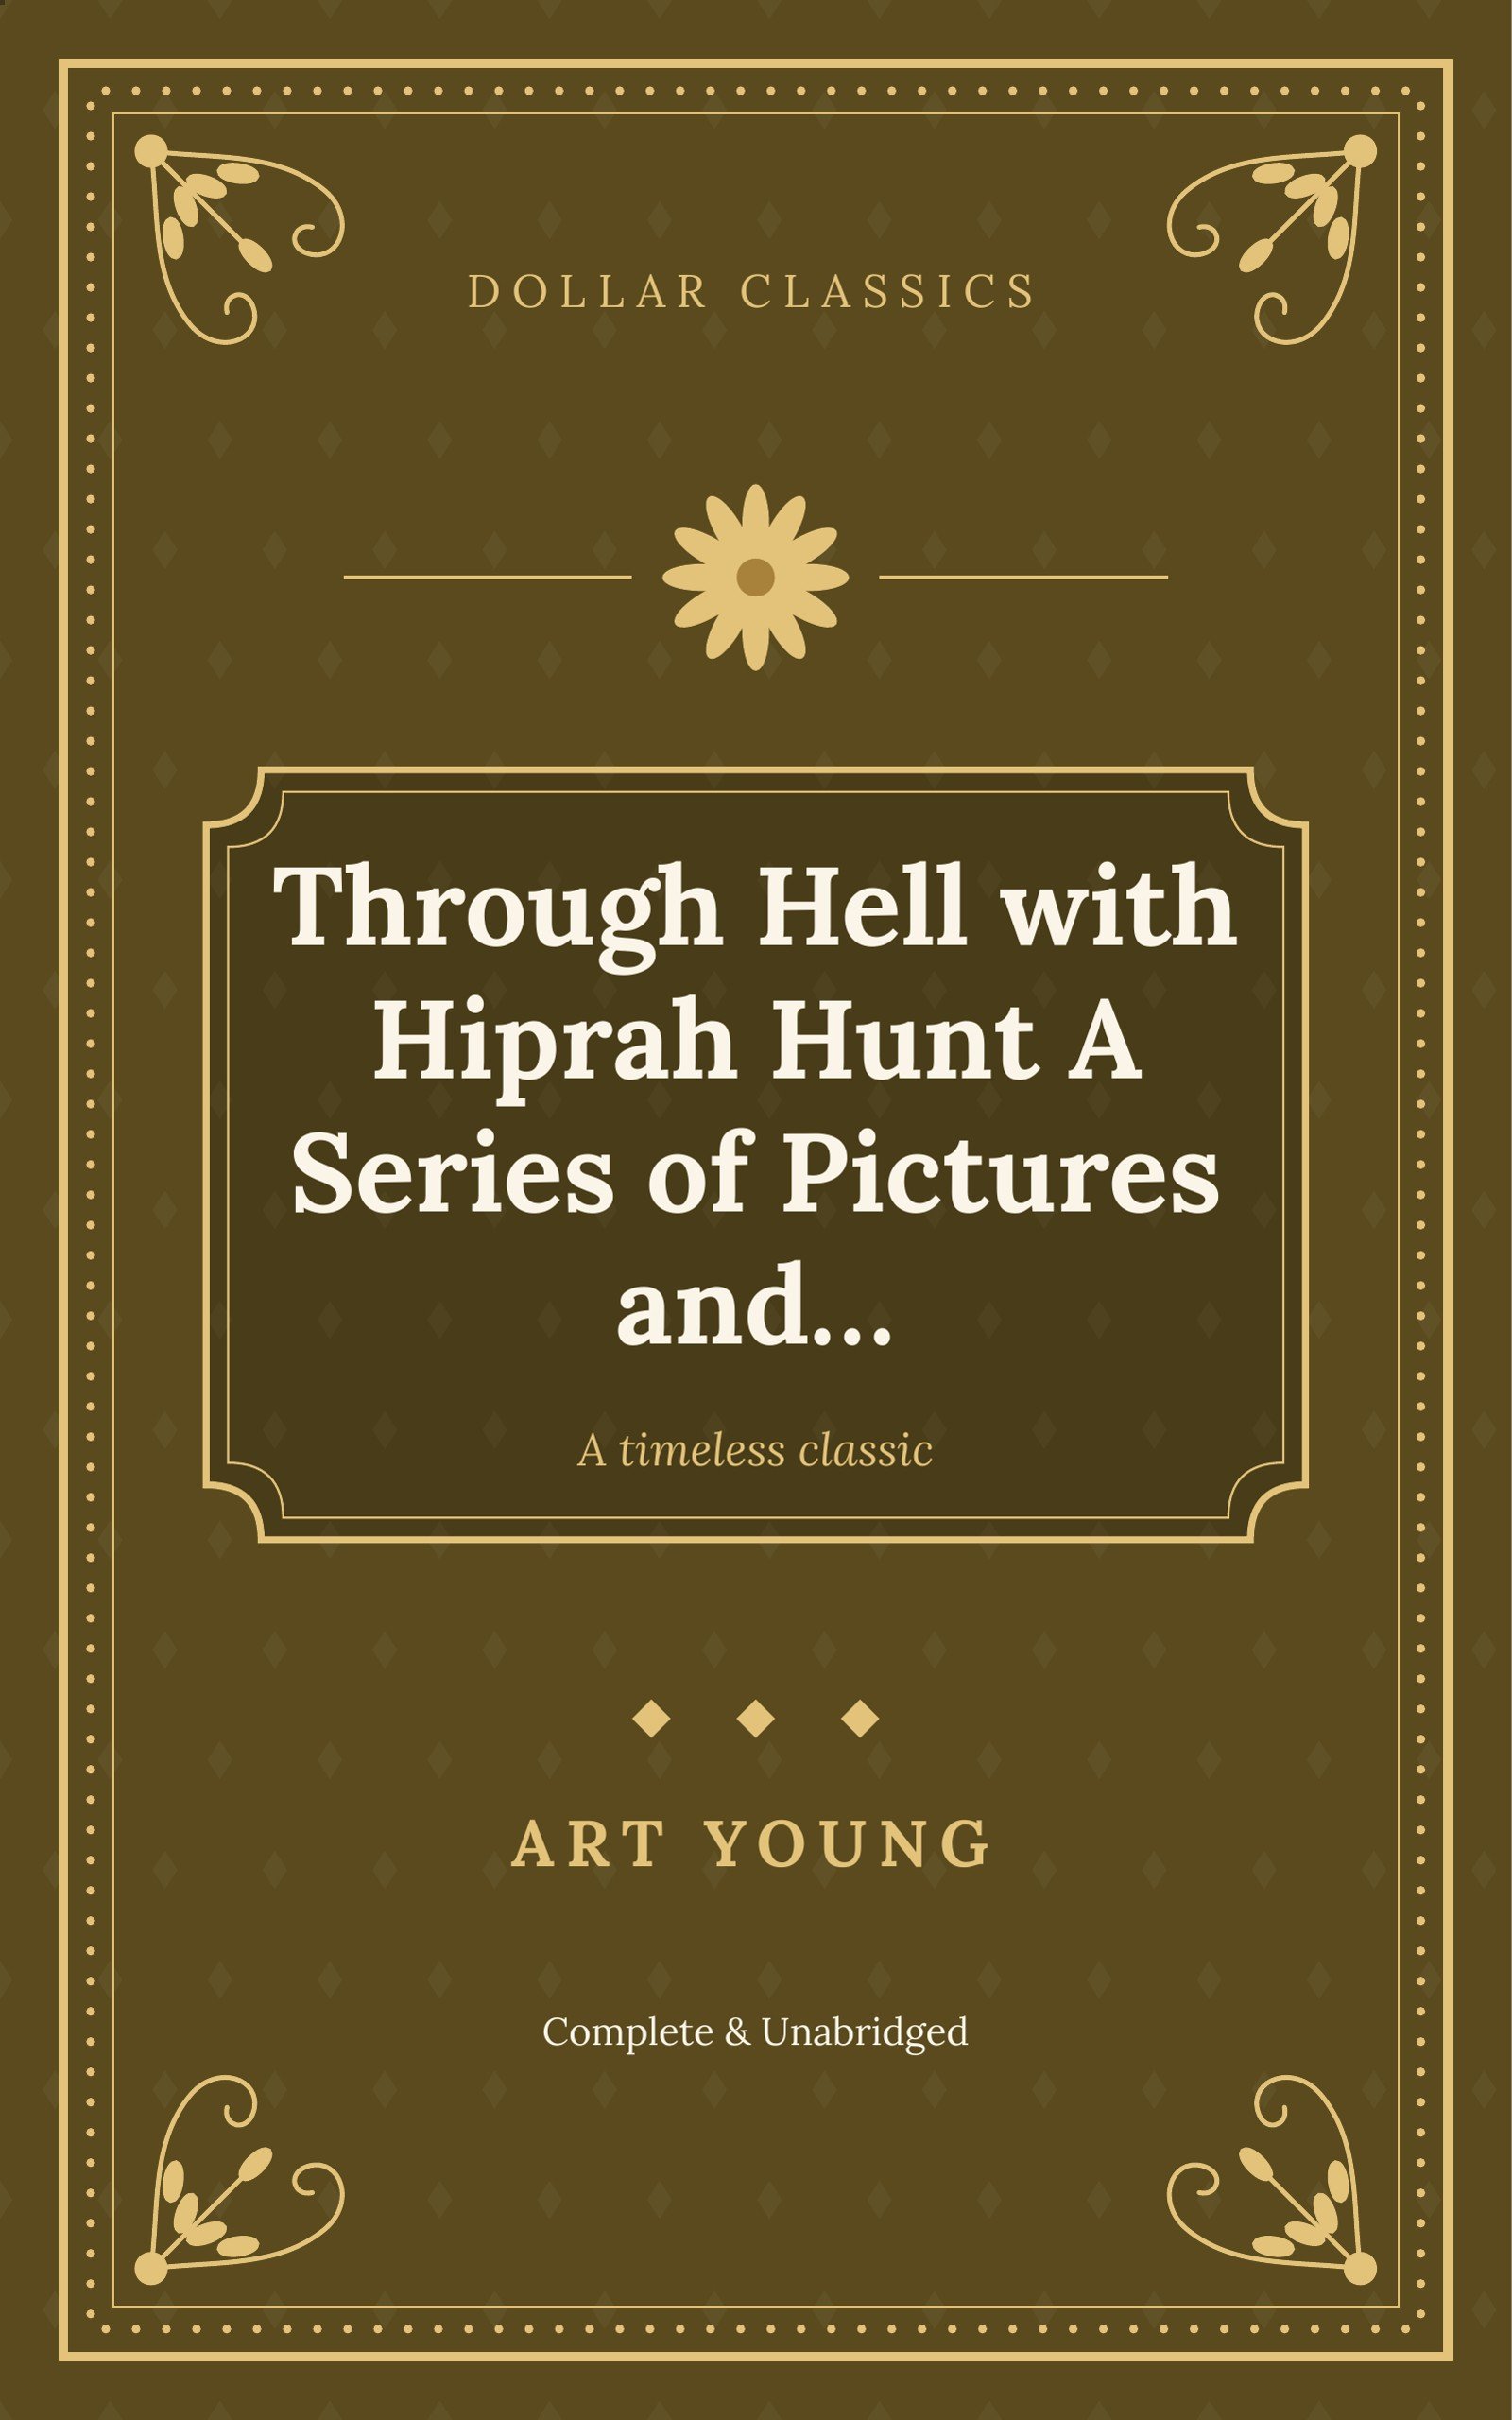 DOLLAR CLASSICS
Through Hell with
Hiprah Hunt A
Series of Pictures
and...
A timeless classic
ART YOUNG
Complete & Unabridged